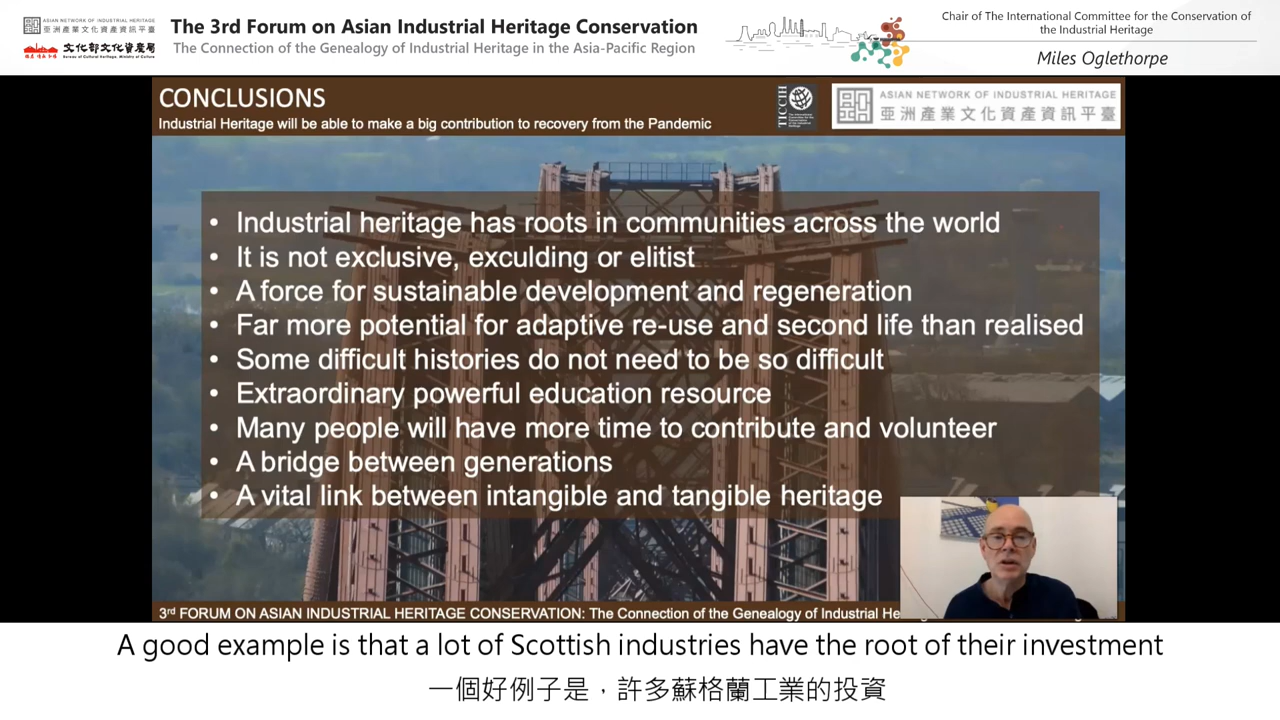 ASIAN NETWORK OF INDUSTRIAL HERITAGE
亞洲產業文化資產資訊平臺
文化部文化資產局
Bureau of Cultural Heritage, Ministry of Culture
The 3rd Forum on Asian Industrial Heritage Conservation
The Connection of the Genealogy of Industrial Heritage in the Asia-Pacific Region
Chair of The International Committee for the Conservation of
the Industrial Heritage
Miles Oglethorpe
CONCLUSIONS
Industrial Heritage will be able to make a big contribution to recovery from the Pandemic
TICCIH
ASIAN NETWORK OF INDUSTRIAL HERITAGE
亞洲產業文化資產資訊平臺
• Industrial heritage has roots in communities across the world
• It is not exclusive, exculding or elitist
• A force for sustainable development and regeneration
• Far more potential for adaptive re-use and second life than realised
• Some difficult histories do not need to be so difficult
• Extraordinary powerful education resource
• Many people will have more time to contribute and volunteer
• A bridge between generations
• A vital link between intangible and tangible heritage
3rd FORUM ON ASIAN INDUSTRIAL HERITAGE CONSERVATION: The Connection of the Genealogy of Industrial He
A good example is that a lot of Scottish industries have the root of their investment
一個好例子是，許多蘇格蘭工業的投資